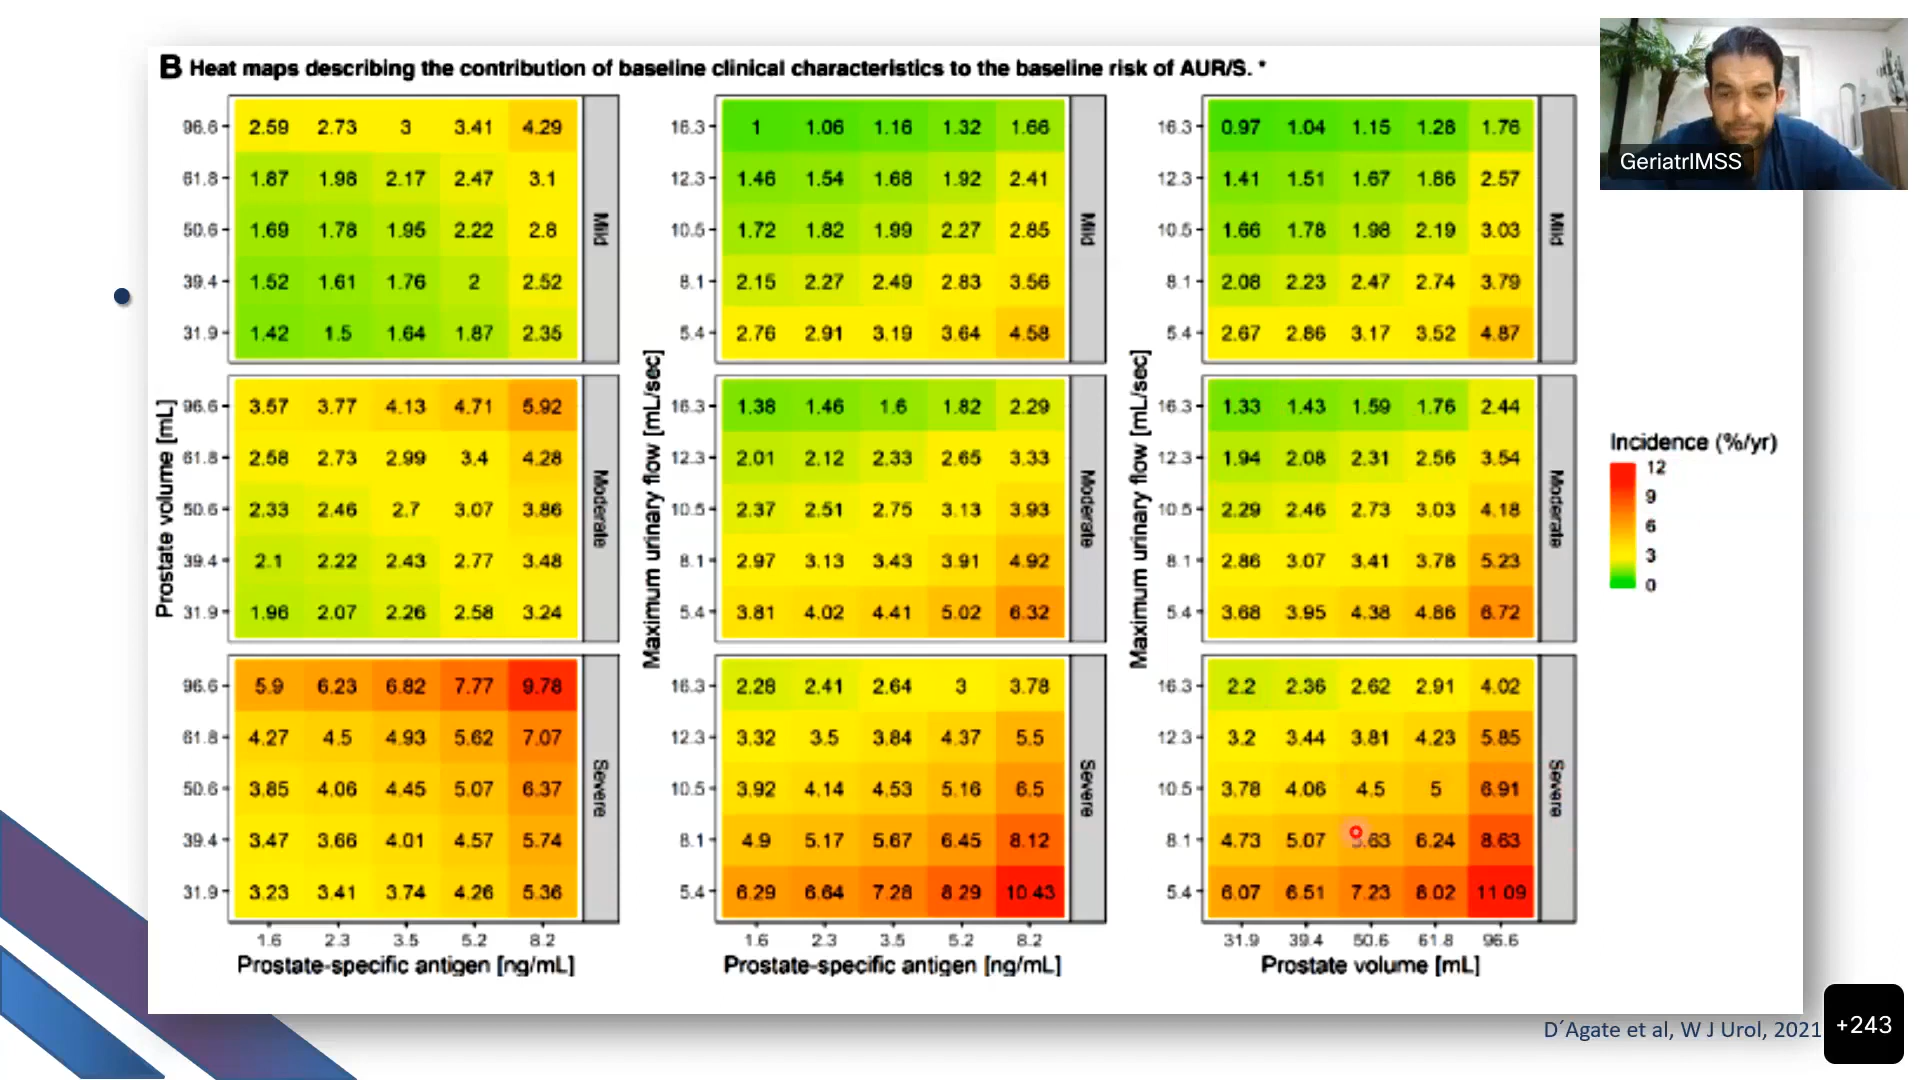 B Heat maps describing the contribution of baseline clinical characteristics to the baseline risk of AUR/S. *
GeriatrIMSS
Prostate volume [mL]
96.6 2.59 2.73 3 3.41 4.29
61.8 1.87 1.98 2.17 2.47 3.1
50.6 1.69 1.78 1.95 2.22 2.8
39.4 1.52 1.61 1.76 2 2.52
31.9 1.42 1.5 1.64 1.87 2.35
Mild
96.6 3.57 3.77 4.13 4.71 5.92
61.8 2.58 2.73 2.99 3.4 4.28
50.6 2.33 2.46 2.7 3.07 3.86
39.4 2.1 2.22 2.43 2.77 3.48
31.9 1.96 2.07 2.26 2.58 3.24
Moderate
96.6 5.9 6.23 6.82 7.77 9.78
61.8 4.27 4.5 4.93 5.62 7.07
50.6 3.85 4.06 4.45 5.07 6.37
39.4 3.47 3.66 4.01 4.57 5.74
31.9 3.23 3.41 3.74 4.26 5.36
Severe
1.6 2.3 3.5 5.2 8.2
Prostate-specific antigen [ng/mL]
Maximum urinary flow [mL/sec]
16.3 1 1.06 1.16 1.32 1.66
12.3 1.46 1.54 1.68 1.92 2.41
10.5 1.72 1.82 1.99 2.27 2.85
8.1 2.15 2.27 2.49 2.83 3.56
5.4 2.76 2.91 3.19 3.64 4.58
Mild
16.3 1.38 1.46 1.6 1.82 2.29
12.3 2.01 2.12 2.33 2.65 3.33
10.5 2.37 2.51 2.75 3.13 3.93
8.1 2.97 3.13 3.43 3.91 4.92
5.4 3.81 4.02 4.41 5.02 6.32
Moderate
16.3 2.28 2.41 2.64 3 3.78
12.3 3.32 3.5 3.84 4.37 5.5
10.5 3.92 4.14 4.53 5.16 6.5
8.1 4.9 5.17 5.67 6.45 8.12
5.4 6.29 6.64 7.28 8.29 10.43
Severe
1.6 2.3 3.5 5.2 8.2
Prostate-specific antigen [ng/mL]
Maximum urinary flow [mL/sec]
16.3 0.97 1.04 1.15 1.28 1.76
12.3 1.41 1.51 1.67 1.86 2.57
10.5 1.66 1.78 1.98 2.19 3.03
8.1 2.08 2.23 2.47 2.74 3.79
5.4 2.67 2.86 3.17 3.52 4.87
Mild
16.3 1.33 1.43 1.59 1.76 2.44
12.3 1.94 2.08 2.31 2.56 3.54
10.5 2.29 2.46 2.73 3.03 4.18
8.1 2.86 3.07 3.41 3.78 5.23
5.4 3.68 3.95 4.38 4.86 6.72
Moderate
16.3 2.2 2.36 2.62 2.91 4.02
12.3 3.2 3.44 3.81 4.23 5.85
10.5 3.78 4.06 4.5 5 6.91
8.1 4.73 5.07 5.63 6.24 8.63
5.4 6.07 6.51 7.23 8.02 11.09
Severe
31.9 39.4 50.6 61.8 96.6
Prostate volume [mL]
Incidence (%/yr)
12
9
6
3
0
D´Agate et al, W J Urol, 2021
+243